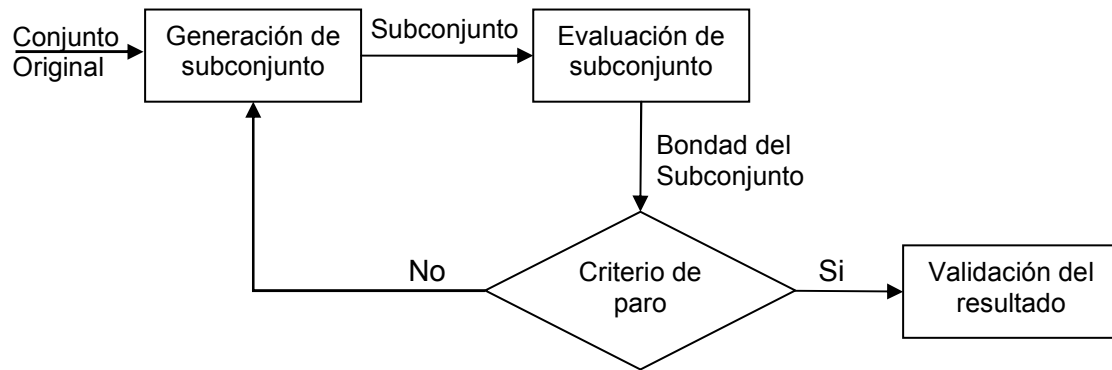 Conjunto
Original
Generación de
subconjunto
Subconjunto
Evaluación de
subconjunto
Bondad del
Subconjunto
Criterio de
paro
No
Si
Validación del
resultado